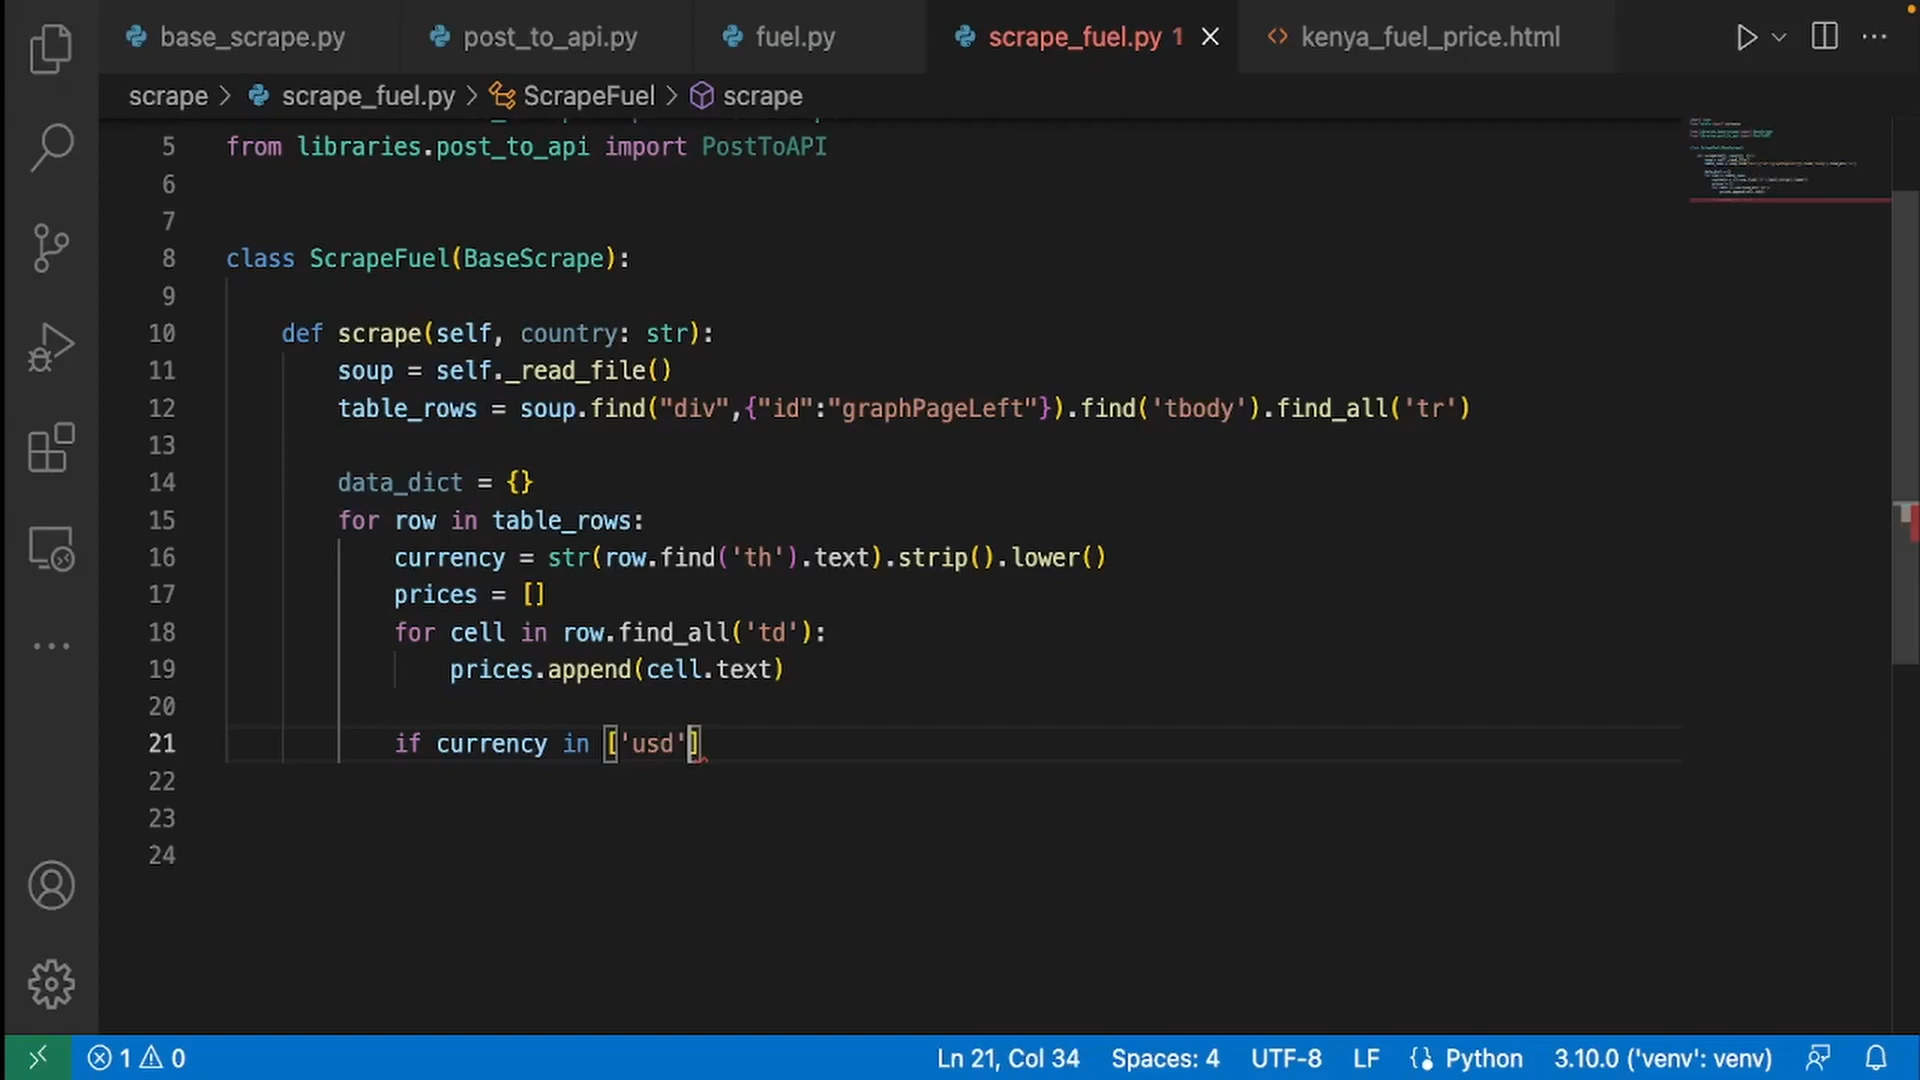 base_scrape.py post_to_api.py fuel.py scrape_fuel.py 1 kenya_fuel_price.html
scrape > scrape_fuel.py > ScrapeFuel > scrape
5 from libraries.post_to_api import PostToAPI
6
7
8 class ScrapeFuel(BaseScrape):
9
10 def scrape(self, country: str):
11 soup = self._read_file()
12 table_rows = soup.find("div",{"id":"graphPageLeft"}).find('tbody').find_all('tr')
13
14 data_dict = {}
15 for row in table_rows:
16 currency = str(row.find('th').text).strip().lower()
17 prices = []
18 for cell in row.find_all('td'):
19 prices.append(cell.text)
20
21 if currency in ['usd']
22
23
24
1 0 Ln 21, Col 34 Spaces: 4 UTF-8 LF Python 3.10.0 ('venv': venv)